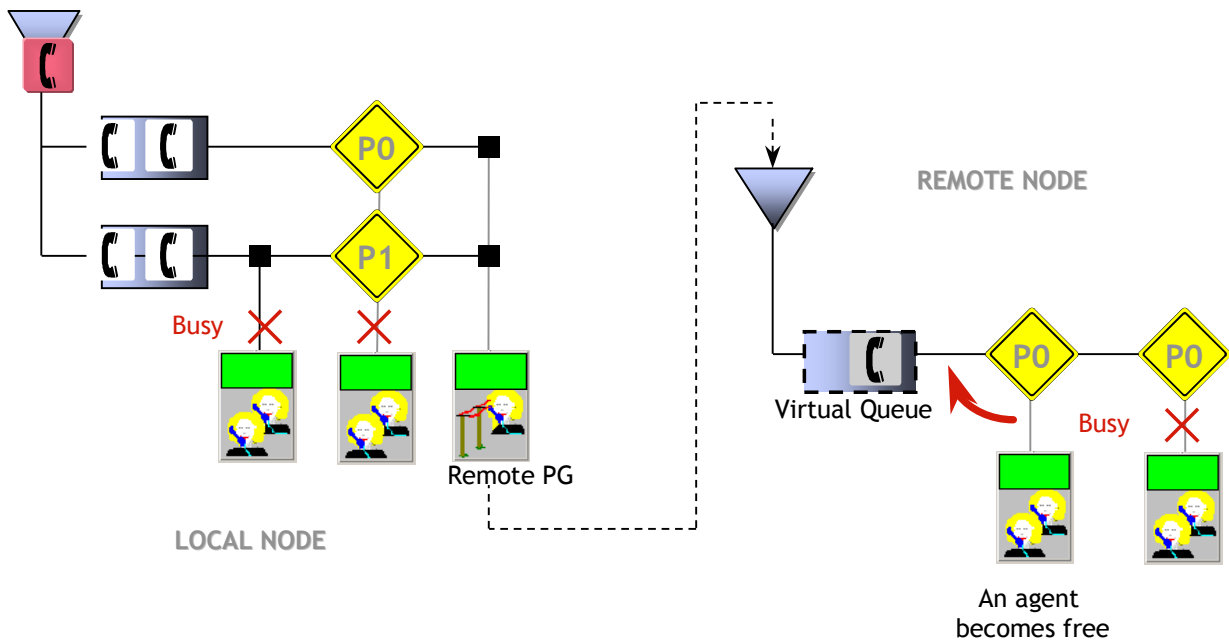 P0
REMOTE NODE
P1
Busy
P0
P0
Virtual Queue
Busy
Remote PG
LOCAL NODE
An agent
becomes free